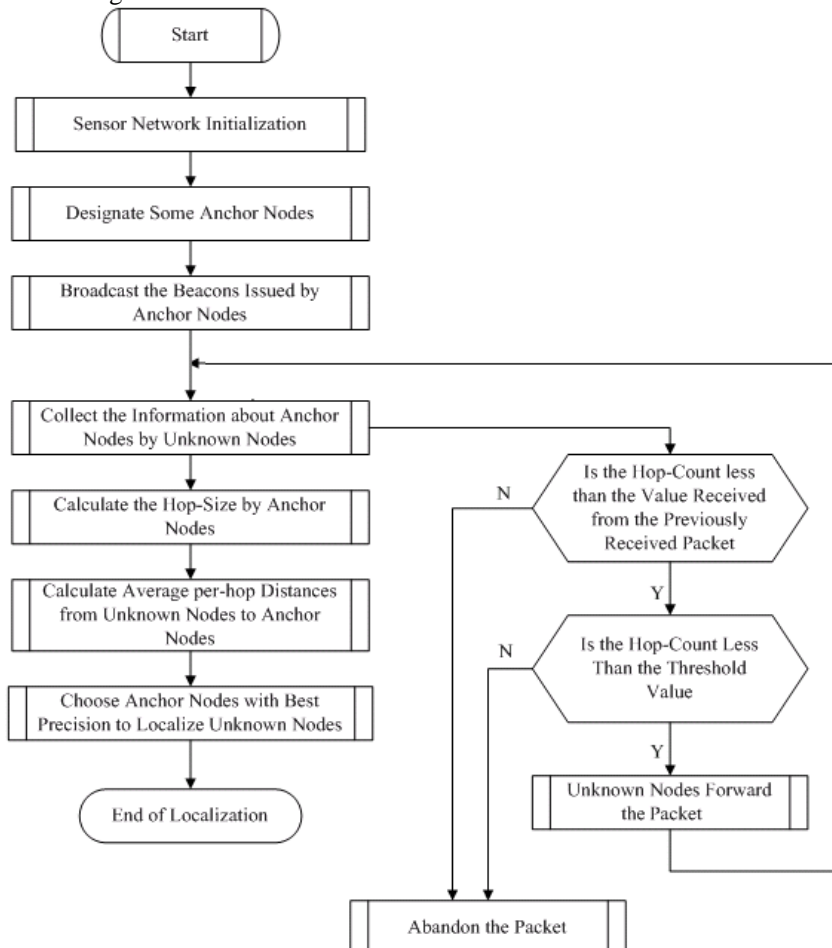 Start
Sensor Network Initialization
Designate Some Anchor Nodes
Broadcast the Beacons Issued by
Anchor Nodes
Collect the Information about Anchor
Nodes by Unknown Nodes
Calculate the Hop-Size by Anchor
Nodes
Calculate Average per-hop Distances
from Unknown Nodes to Anchor
Nodes
Choose Anchor Nodes with Best
Precision to Localize Unknown Nodes
End of Localization
Is the Hop-Count less
than the Value Received
from the Previously
Received Packet
N
Y
Is the Hop-Count Less
Than the Threshold
Value
N
Y
Unknown Nodes Forward
the Packet
Abandon the Packet